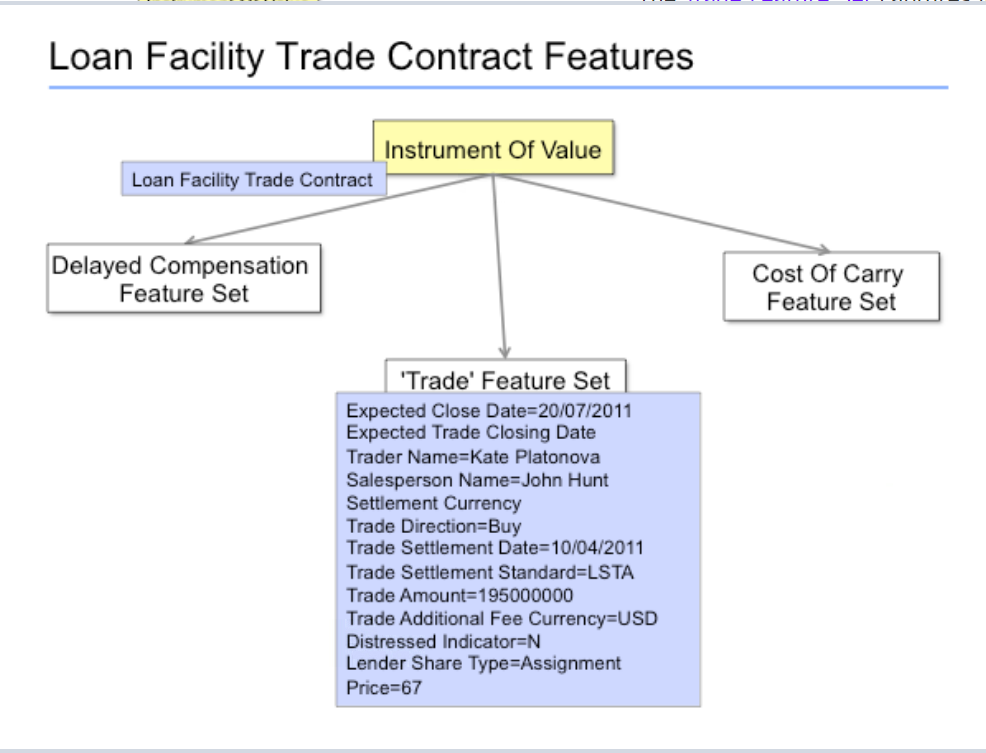 Loan Facility Trade Contract Features
Instrument Of Value
Loan Facility Trade Contract
Delayed Compensation
Feature Set
Cost Of Carry
Feature Set
'Trade' Feature Set
Expected Close Date=20/07/2011
Expected Trade Closing Date
Trader Name=Kate Platonova
Salesperson Name=John Hunt
Settlement Currency
Trade Direction=Buy
Trade Settlement Date=10/04/2011
Trade Settlement Standard=LSTA
Trade Amount=195000000
Trade Additional Fee Currency=USD
Distressed Indicator=N
Lender Share Type=Assignment
Price=67